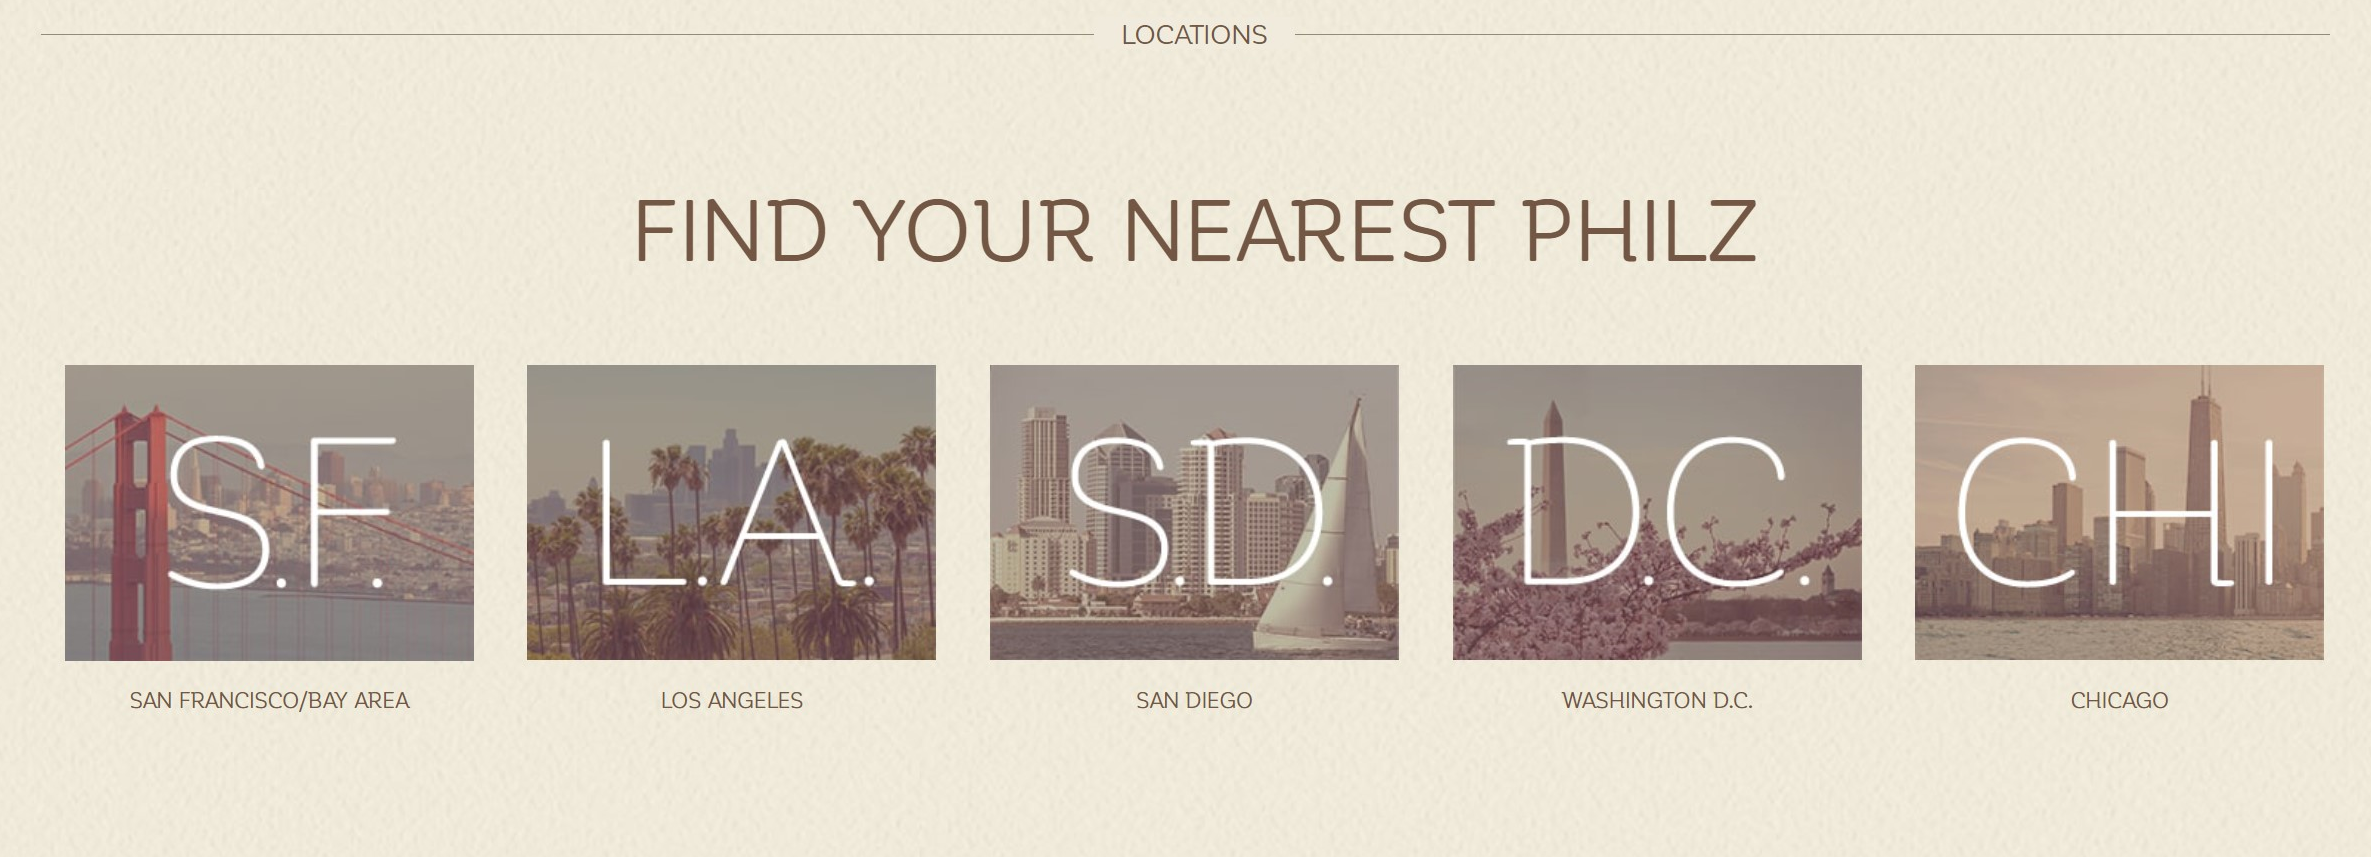 LOCATIONS
FIND YOUR NEAREST PHILZ
S.F.
L.A.
S.D.
D.C.
CHI
SAN FRANCISCO/BAY AREA
LOS ANGELES
SAN DIEGO
WASHINGTON D.C.
CHICAGO